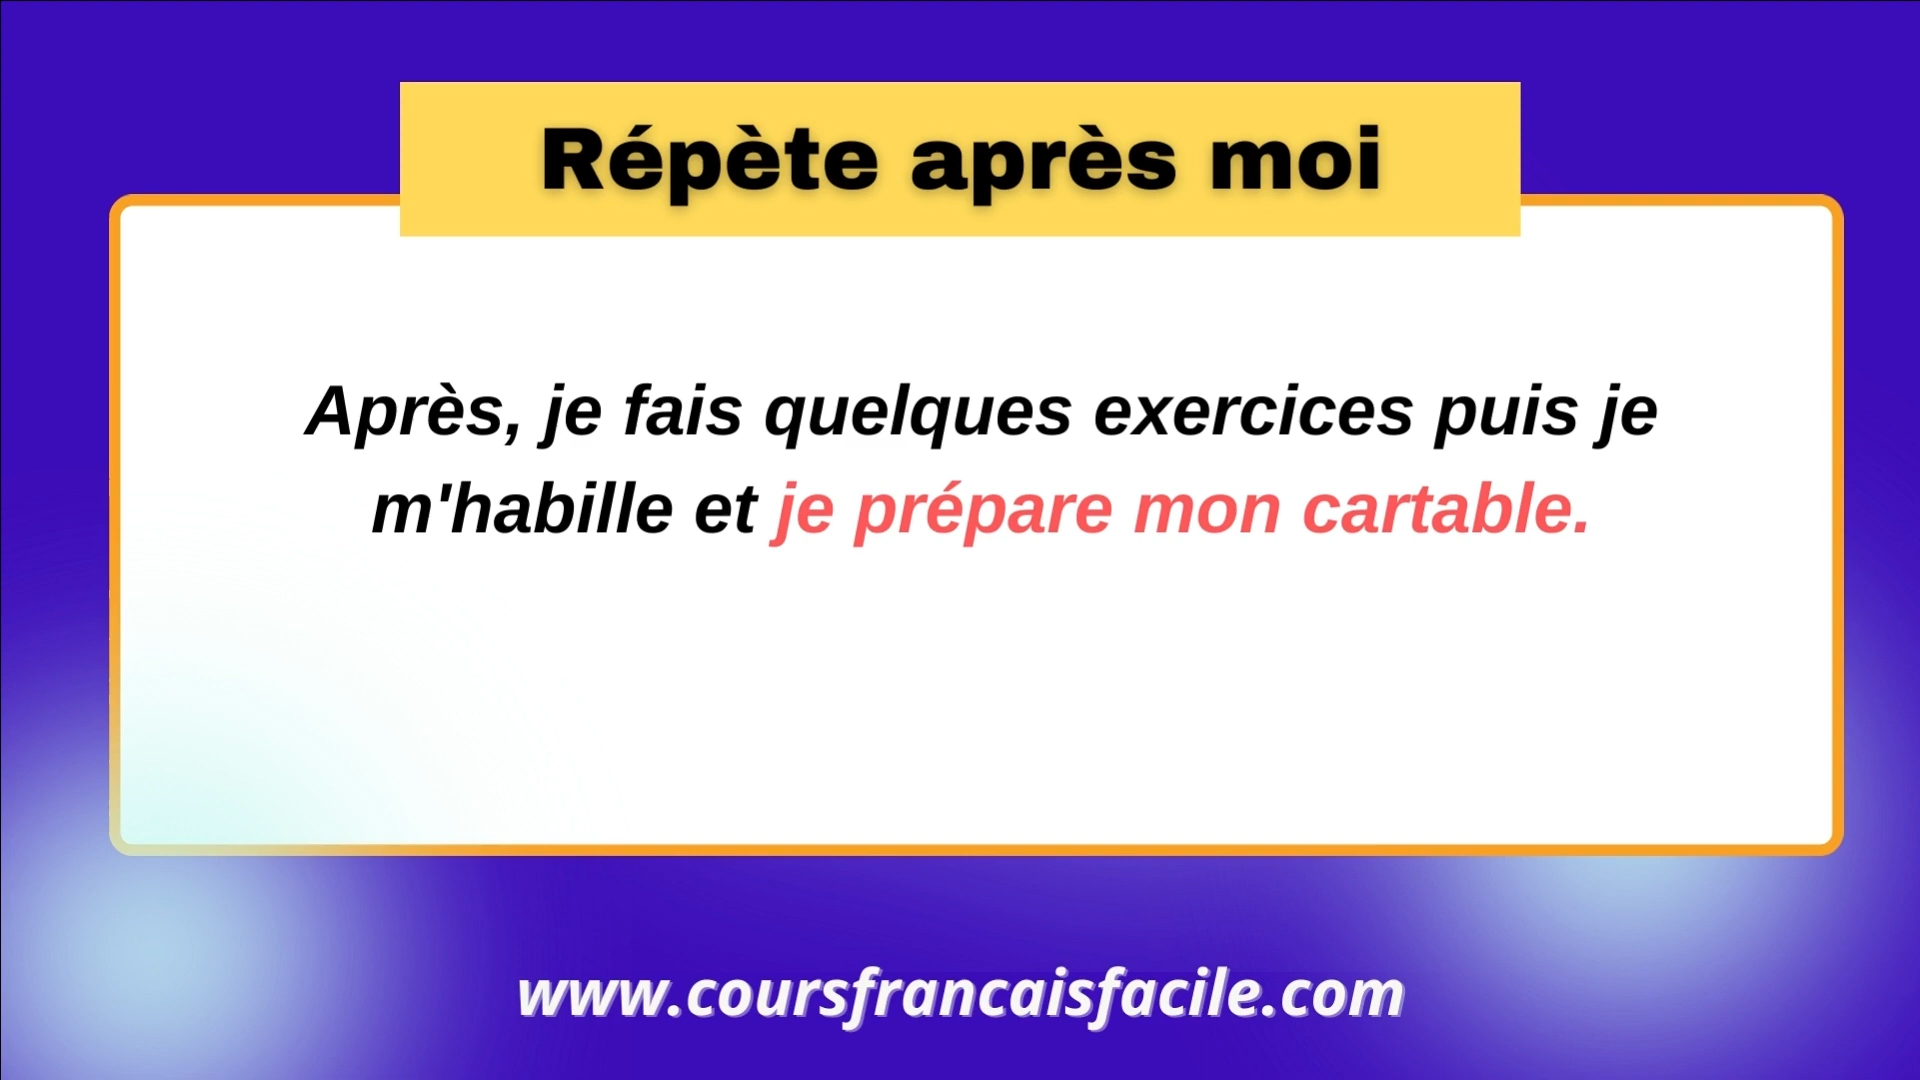 Répète après moi
Après, je fais quelques exercices puis je
m'habille et je prépare mon cartable.
www.coursfrancaisfacile.com